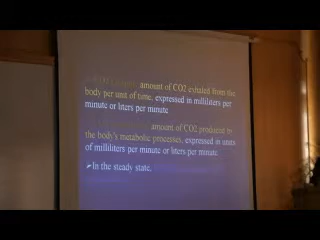 amount of CO2 exhaled from the
body per unit of time, expressed in milliliters per
minute or liters per minute
amount of CO2 produced by
the body's metabolic processes, expressed in units
of milliliters per minute or liters per minute
➤In the steady state,